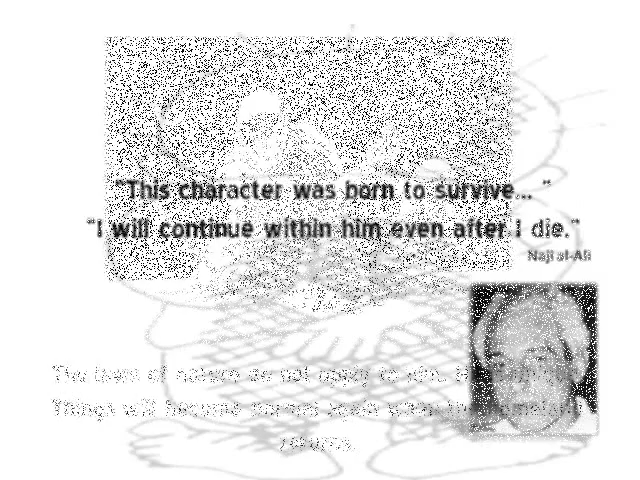 "This character was born to survive... "
"I will continue within him even after I die."
Naji al-Ali
The laws of nature do not apply to him.
Things will become normal again when the homeland
returns.